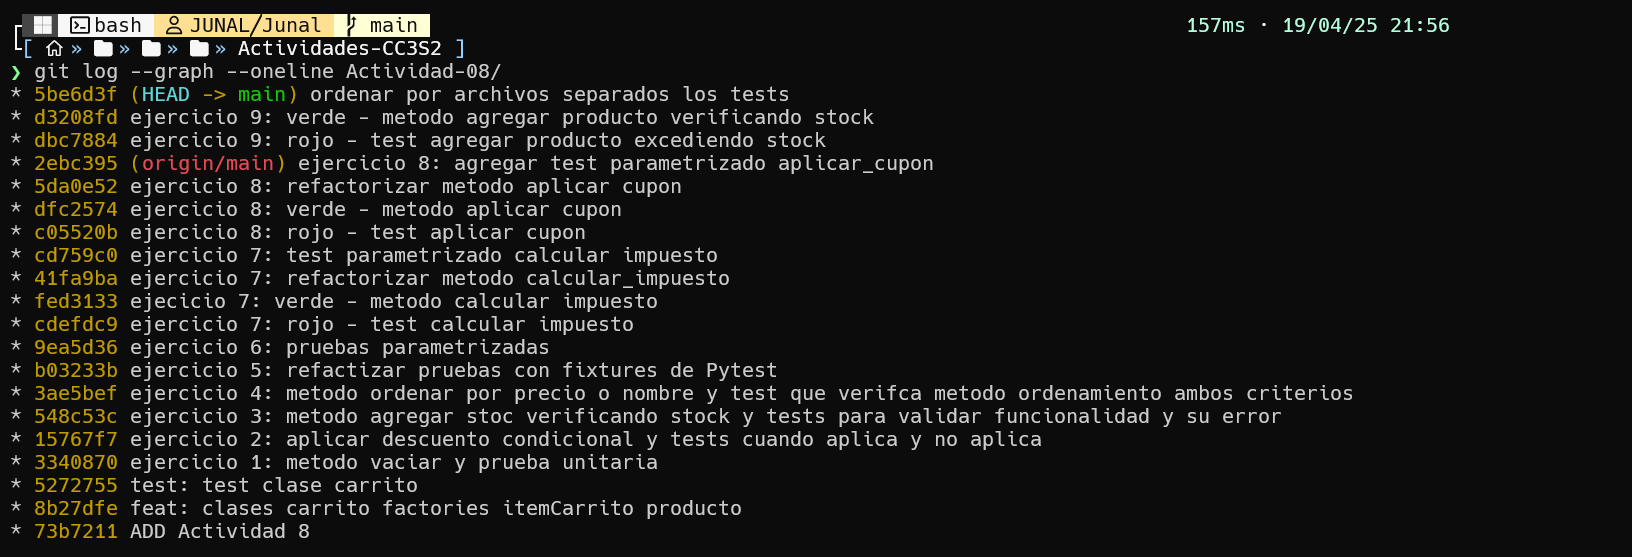 bash JUNAL/Junal main 157ms · 19/04/25 21:56
[ » » » » Actividades-CC3S2 ]
❯ git log --graph --oneline Actividad-08/
* 5be6d3f (HEAD -> main) ordenar por archivos separados los tests
* d3208fd ejercicio 9: verde - metodo agregar producto verificando stock
* dbc7884 ejercicio 9: rojo - test agregar producto excediendo stock
* 2ebc395 (origin/main) ejercicio 8: agregar test parametrizado aplicar_cupon
* 5da0e52 ejercicio 8: refactorizar metodo aplicar cupon
* dfc2574 ejercicio 8: verde - metodo aplicar cupon
* c05520b ejercicio 8: rojo - test aplicar cupon
* cd759c0 ejercicio 7: test parametrizado calcular impuesto
* 41fa9ba ejercicio 7: refactorizar metodo calcular_impuesto
* fed3133 ejecicio 7: verde - metodo calcular impuesto
* cdefdc9 ejercicio 7: rojo - test calcular impuesto
* 9ea5d36 ejercicio 6: pruebas parametrizadas
* b03233b ejercicio 5: refactizar pruebas con fixtures de Pytest
* 3ae5bef ejercicio 4: metodo ordenar por precio o nombre y test que verifca metodo ordenamiento ambos criterios
* 548c53c ejercicio 3: metodo agregar stoc verificando stock y tests para validar funcionalidad y su error
* 15767f7 ejercicio 2: aplicar descuento condicional y tests cuando aplica y no aplica
* 3340870 ejercicio 1: metodo vaciar y prueba unitaria
* 5272755 test: test clase carrito
* 8b27dfe feat: clases carrito factories itemCarrito producto
* 73b7211 ADD Actividad 8